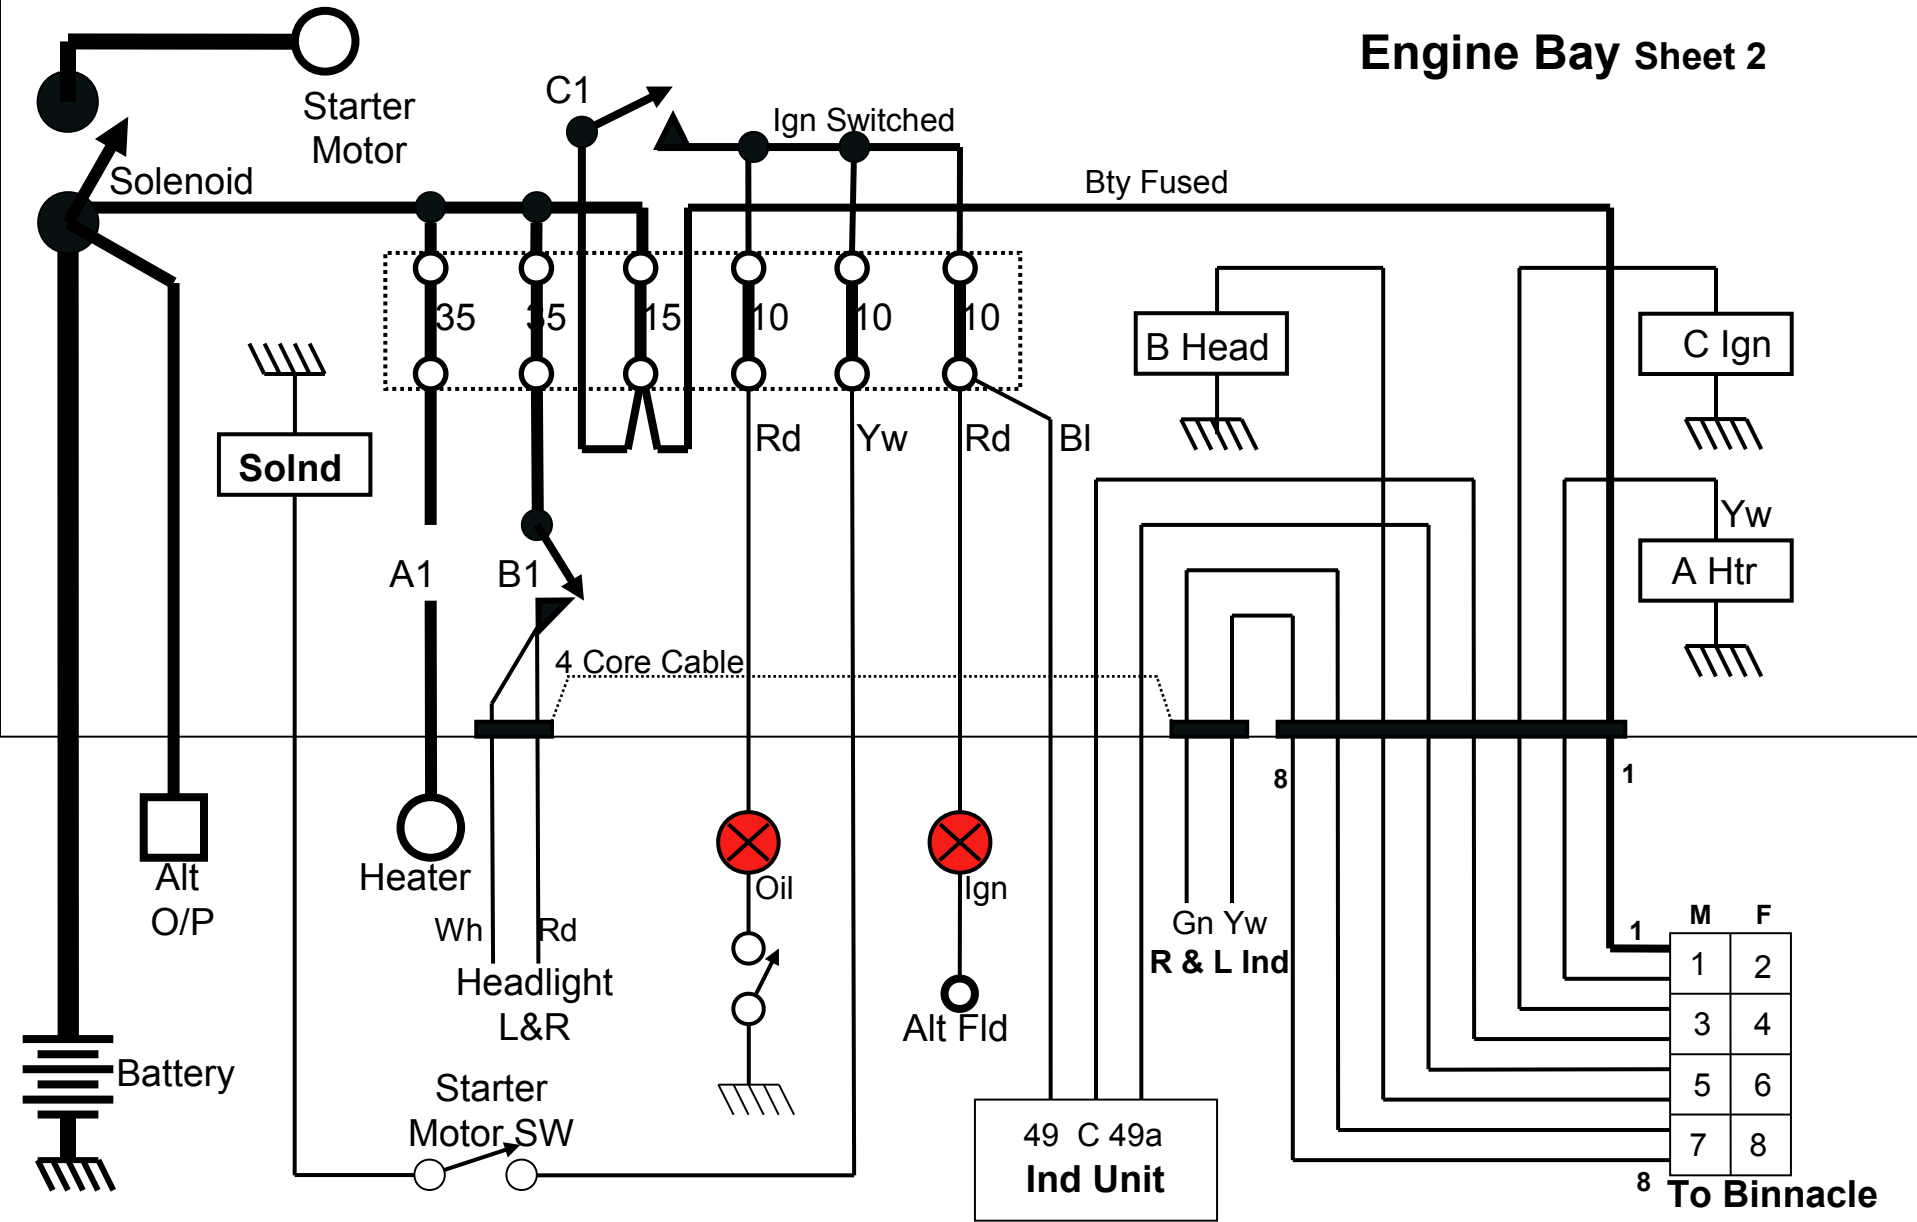 Engine Bay Sheet 2
C1
Starter
Motor
Ign Switched
Solenoid
Bty Fused
35
35
15
10
10
10
B Head
C Ign
Rd
Yw
Rd
Bl
Solnd
Yw
A1
B1
A Htr
4 Core Cable
8
1
Alt
O/P
Heater
Oil
Ign
Wh
Rd
Gn Yw
R & L Ind
M F
1
1 2
Headlight
L&R
Alt Fld
3 4
Battery
Starter
Motor SW
5 6
49 C 49a
Ind Unit
7 8
8
To Binnacle